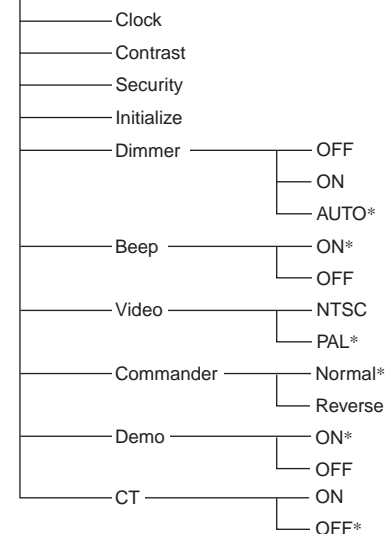 Clock
Contrast
Security
Initialize
Dimmer OFF
ON
AUTO*
Beep ON*
OFF
Video NTSC
PAL*
Commander Normal*
Reverse
Demo ON*
OFF
CT ON
OFF*